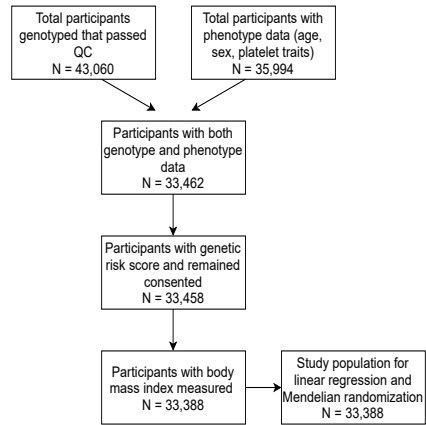 Total participants
genotyped that passed
QC
N = 43,060
Total participants with
phenotype data (age,
sex, platelet traits)
N = 35,994
Participants with both
genotype and phenotype
data
N = 33,462
Participants with genetic
risk score and remained
consented
N = 33,458
Participants with body
mass index measured
N = 33,388
Study population for
linear regression and
Mendelian randomization
N = 33,388